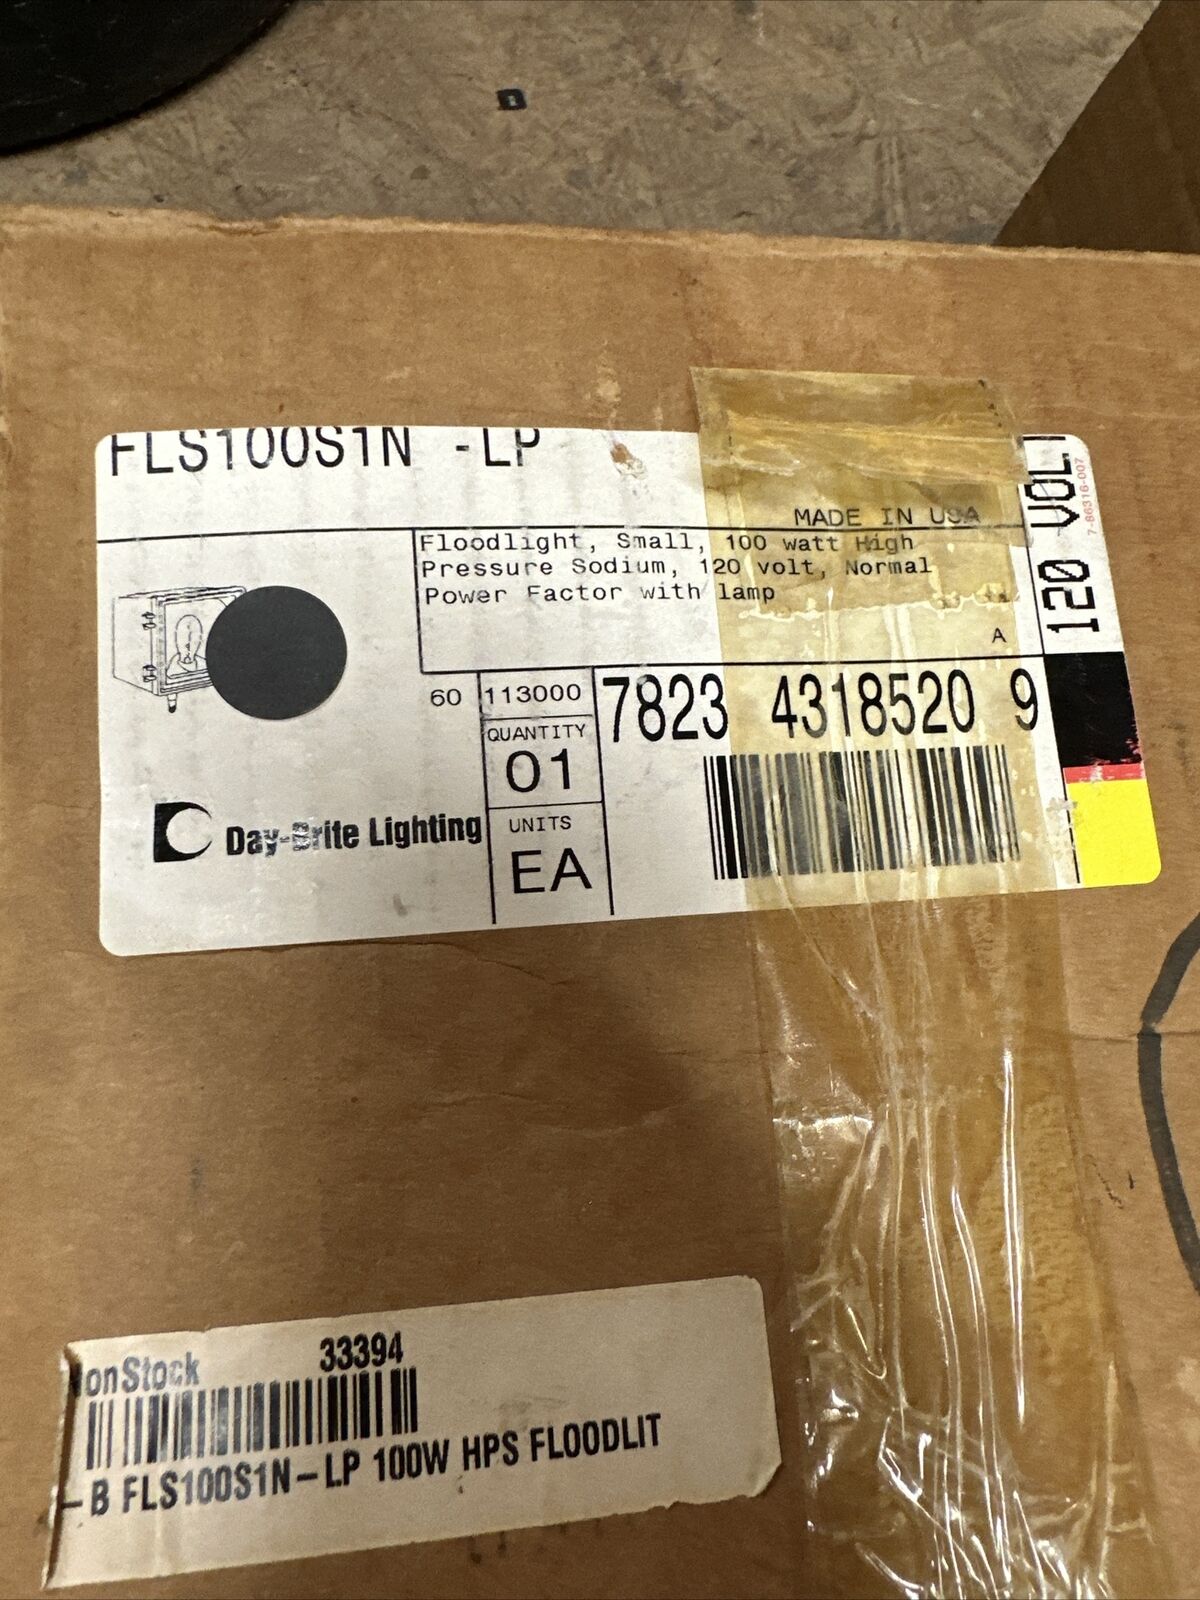 FLS100S1N -LP
MADE IN USA
Floodlight, Small, 100 watt High
Pressure Sodium, 120 volt, Normal
Power Factor with lamp
A
120 VOLT
7-86316-007
60
113000
7823 4318520 9
QUANTITY
01
UNITS
EA
Day-Brite Lighting
onStock 33394
-B FLS100S1N-LP 100W HPS FLOODLIT